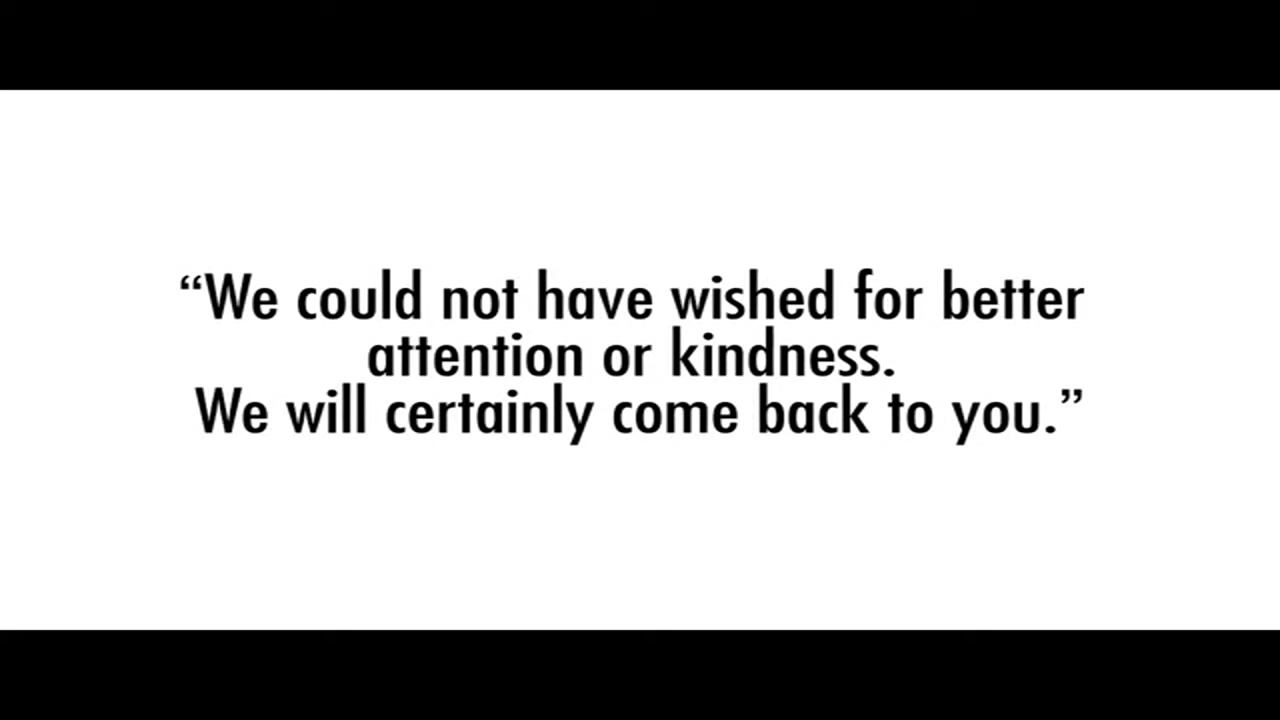 “We could not have wished for better
attention or kindness.
We will certainly come back to you.”